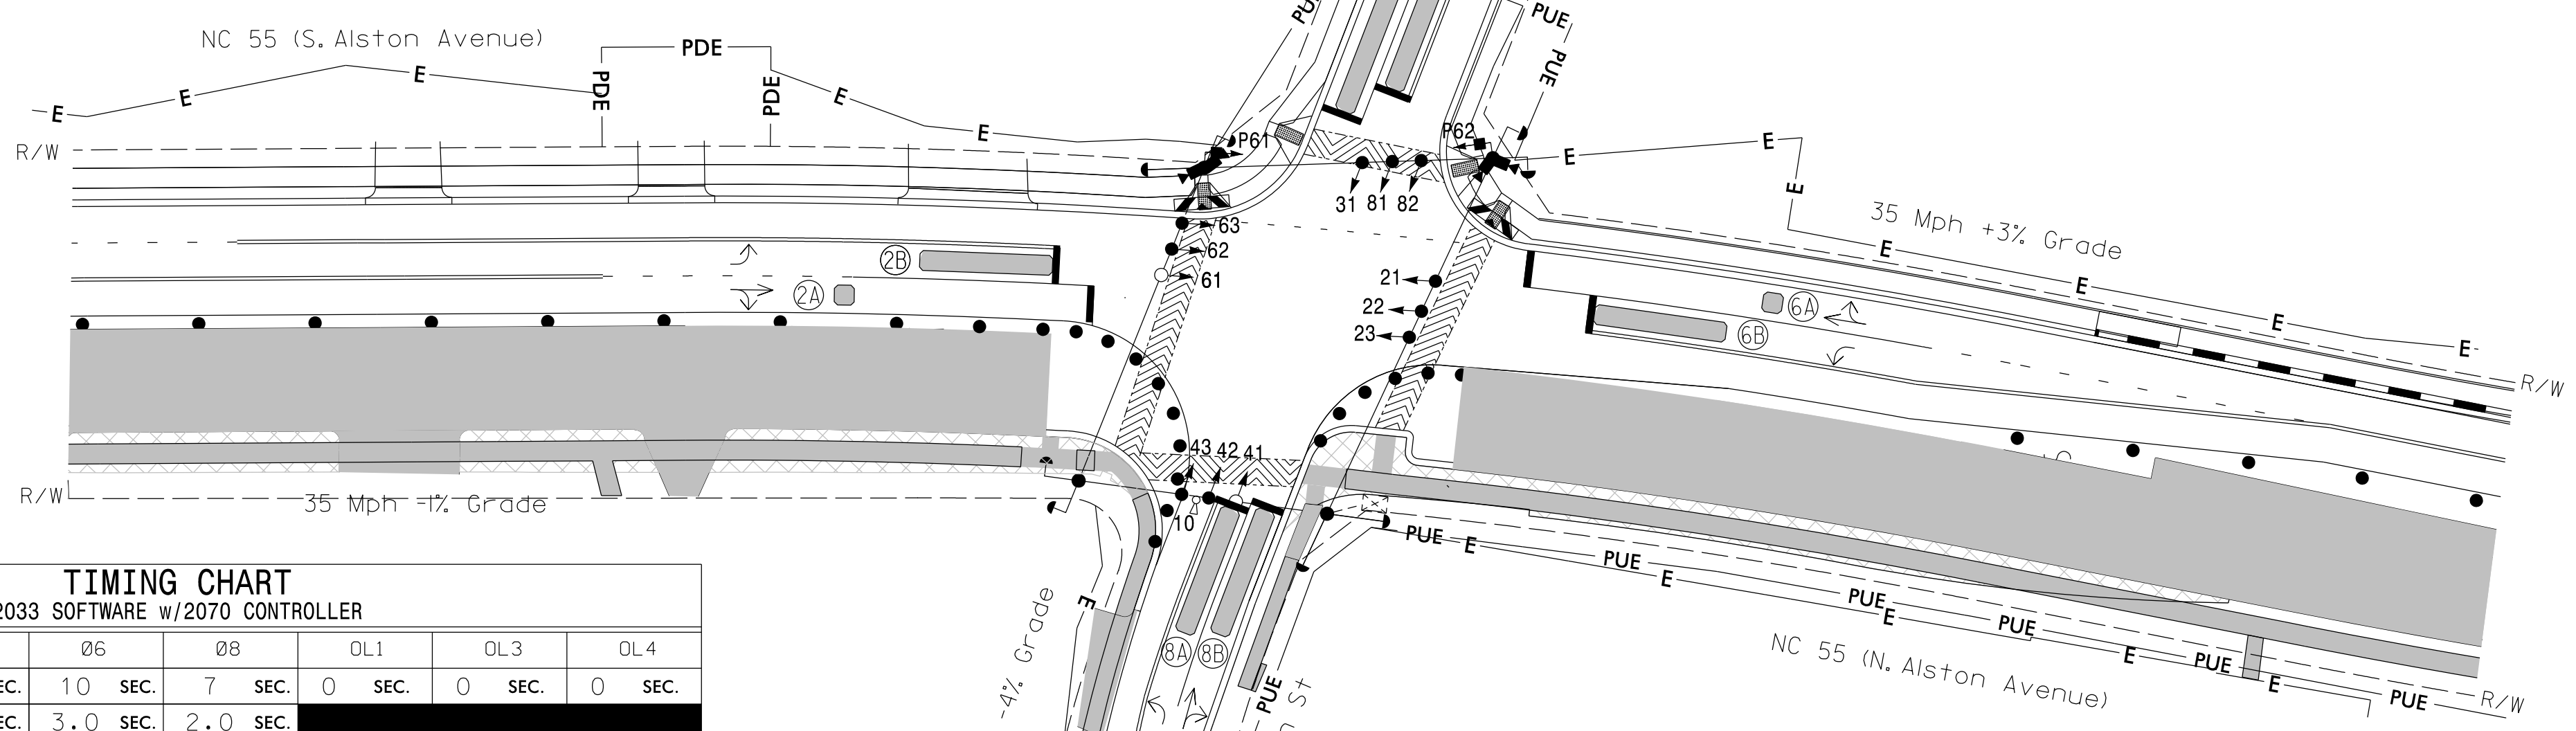 NC 55 (S. Alston Avenue)
PDE
E
E
E
PDE
PDE
E
E
R/W
PU
PUE
PUE
P61
P62
E
E
E
31 81 82
35 Mph +3% Grade
63
62
61
2B
2A
21
22
23
6A
6B
E
E
E
E
R/W
R/W
35 Mph -1% Grade
43 42 41
10
PUE
E
PUE
E
PUE
E
PUE
E
PUE
E
PUE
R/W
NC 55 (N. Alston Avenue)
E
-4% Grade
8A 8B
PUE
St
TIMING CHART
2033 SOFTWARE w/2070 CONTROLLER
Ø6 Ø8 OL1 OL3 OL4
EC. 10 SEC. 7 SEC. 0 SEC. 0 SEC. 0 SEC.
EC. 3.0 SEC. 2.0 SEC.